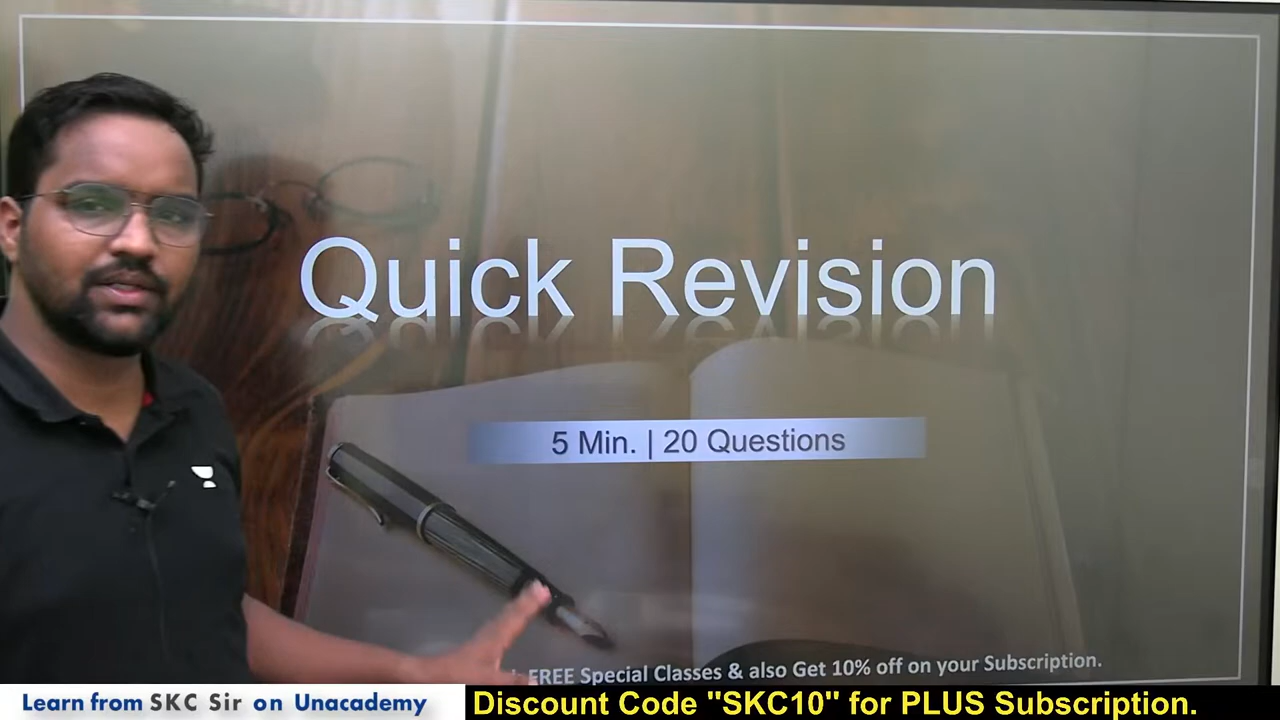 Quick Revision
5 Min. | 20 Questions
FREE Special Classes & also Get 10% off on your Subscription.
Learn from SKC Sir on Unacademy
Discount Code "SKC10" for PLUS Subscription.